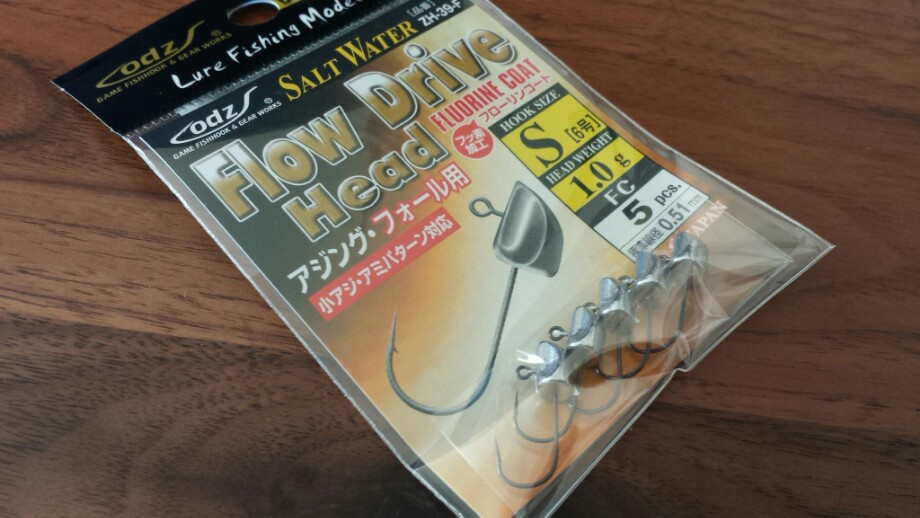 odz
GAME FISHHOOK & GEAR WORKS
Lure Fishing Model
[品番]
ZH-39-F
odz
GAME FISHHOOK & GEAR WORKS
SALT WATER
Flow Drive
Head
FLUORINE COAT
フッ素
加工
フローリンコート
アジング・フォール用
小アジ・アミパターン対応
HOOK SIZE
S [6号]
HEAD WEIGHT
1.0g
FC
5 pcs.
0.51mm
JAPAN